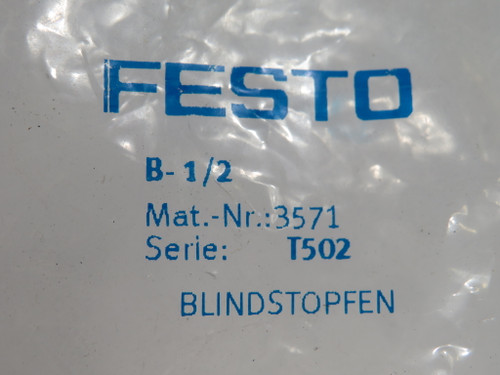 FESTO
B-1/2
Mat.-Nr.:3571
Serie: T502
BLINDSTOPFEN